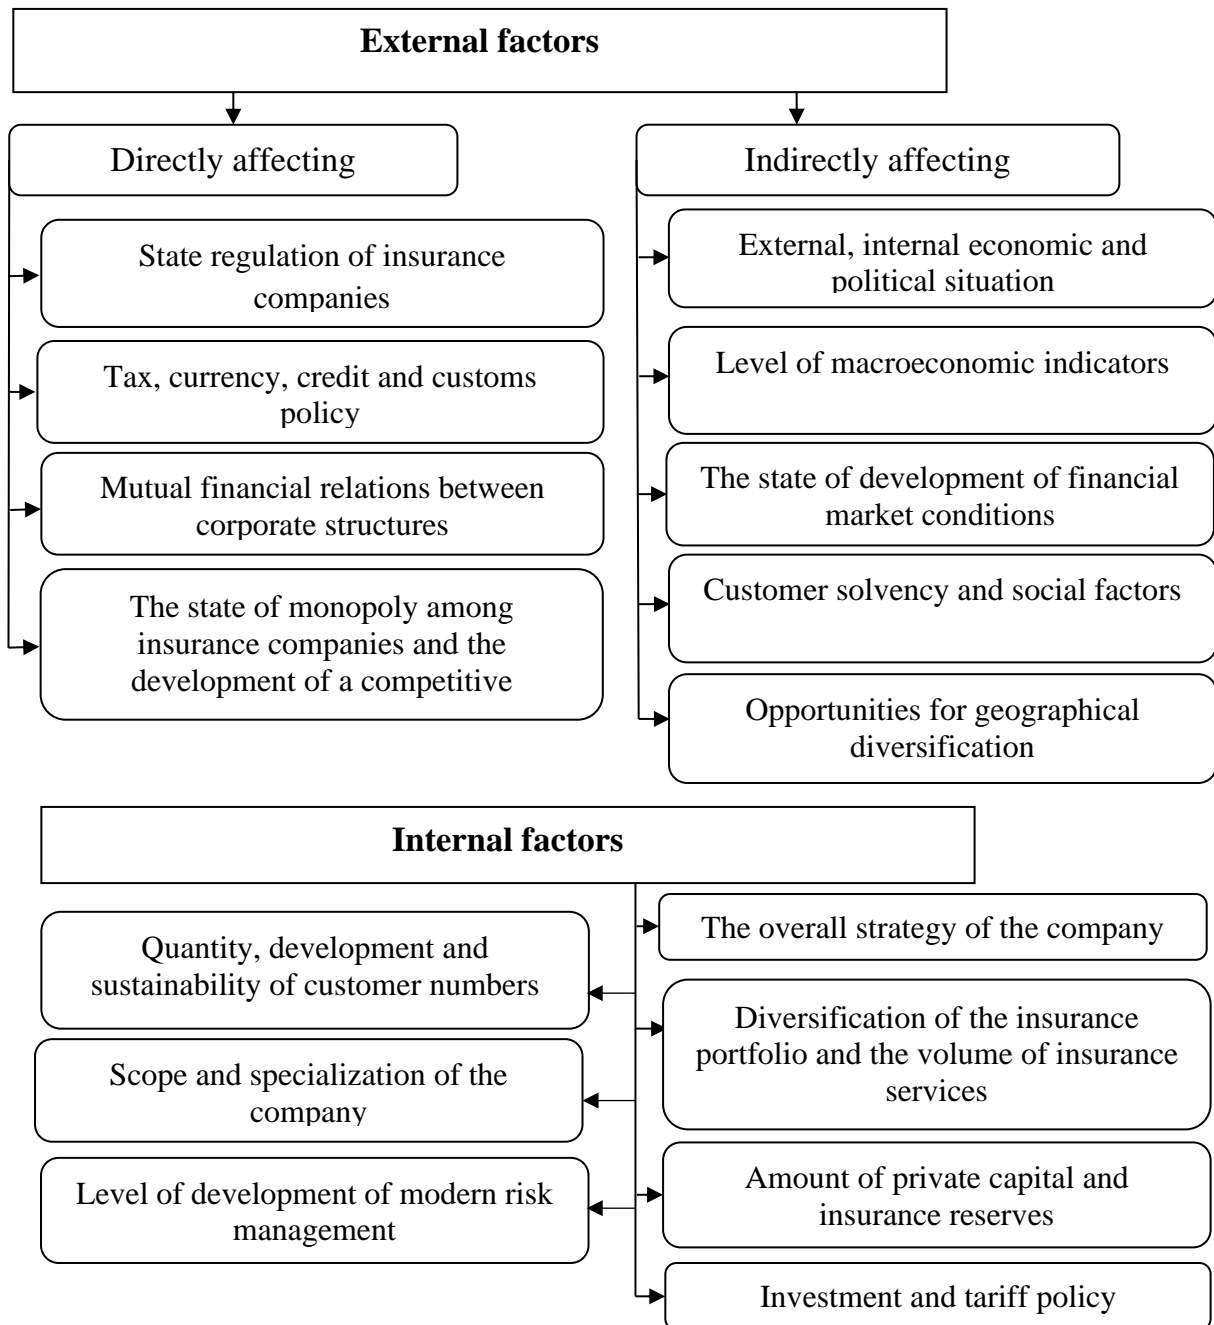 External factors
Directly affecting
State regulation of insurance
companies
Tax, currency, credit and customs
policy
Mutual financial relations between
corporate structures
The state of monopoly among
insurance companies and the
development of a competitive
Indirectly affecting
External, internal economic and
political situation
Level of macroeconomic indicators
The state of development of financial
market conditions
Customer solvency and social factors
Opportunities for geographical
diversification
Internal factors
Quantity, development and
sustainability of customer numbers
Scope and specialization of the
company
Level of development of modern risk
management
The overall strategy of the company
Diversification of the insurance
portfolio and the volume of insurance
services
Amount of private capital and
insurance reserves
Investment and tariff policy